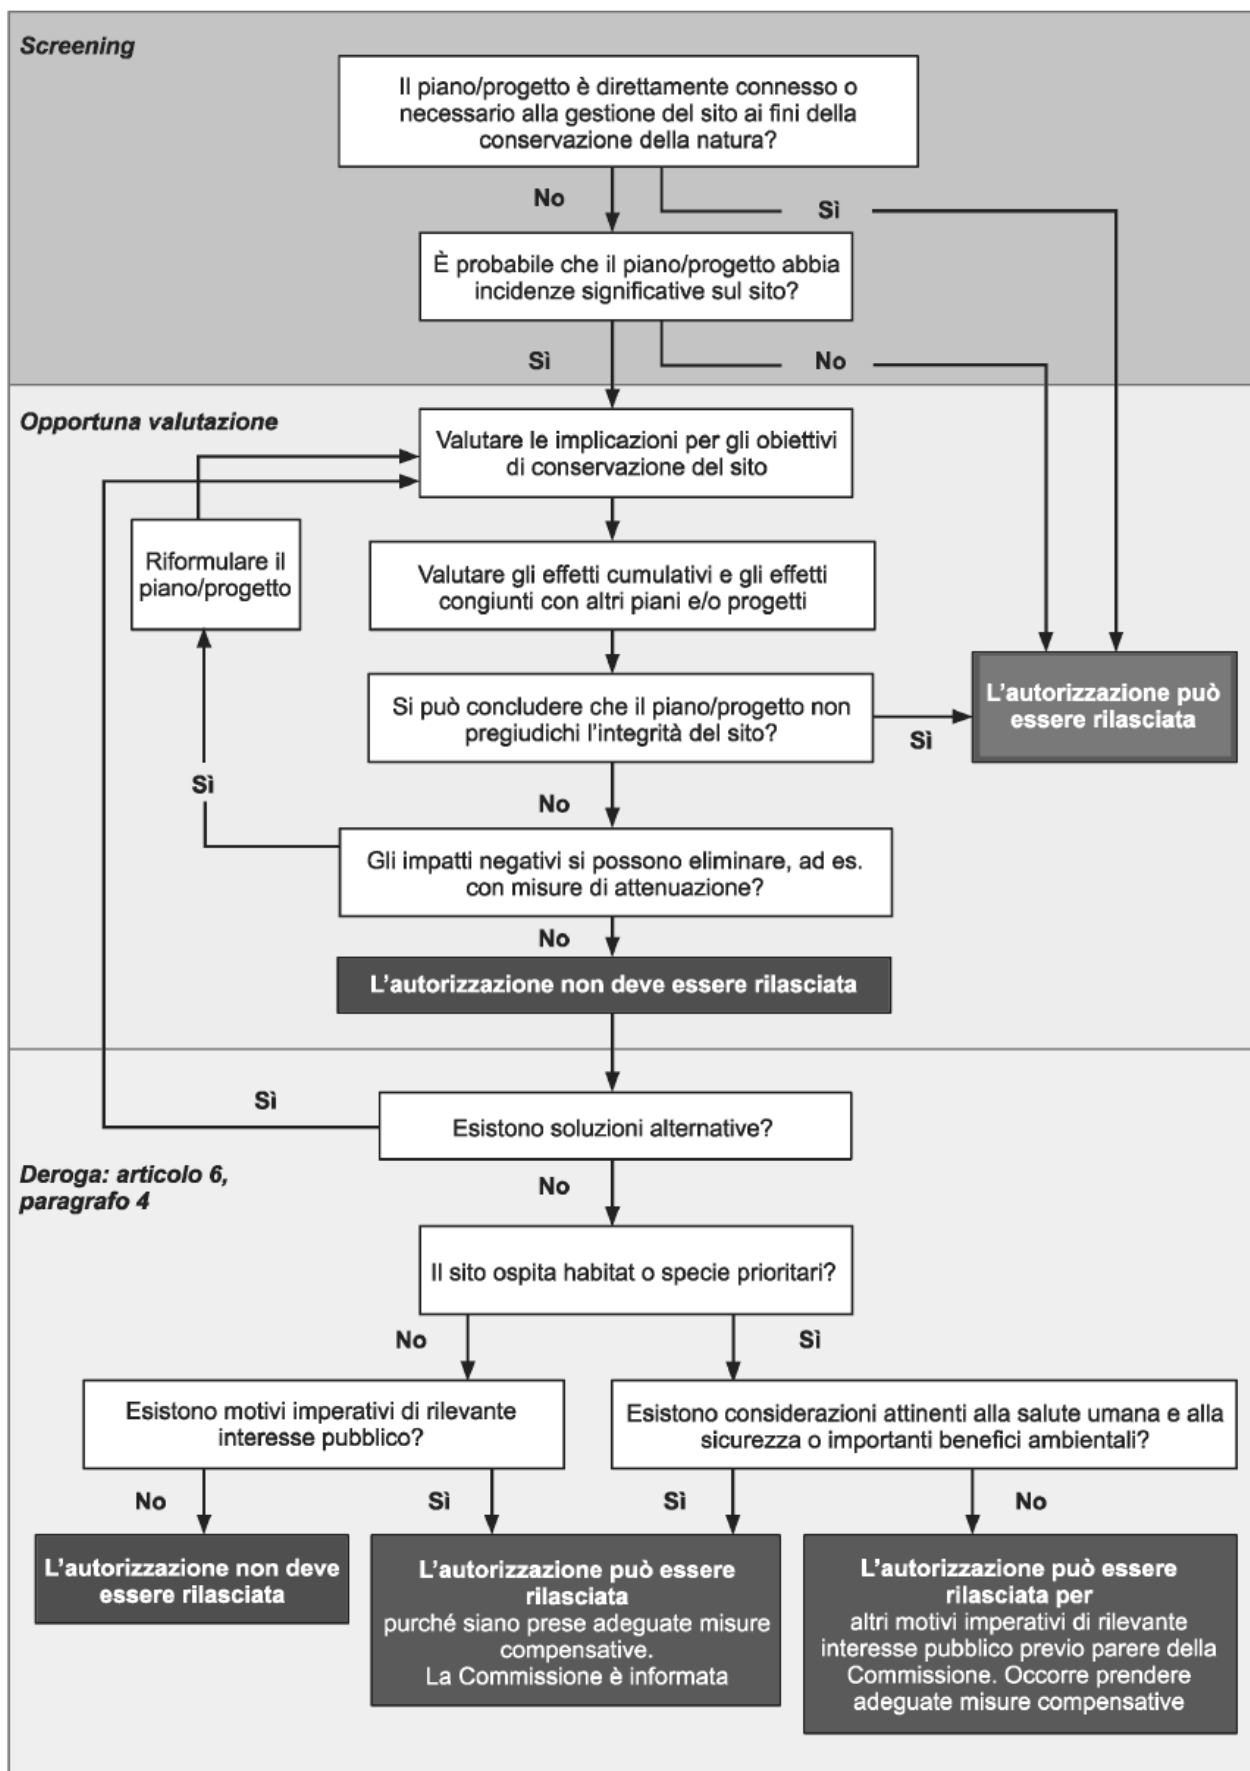 Screening
Il piano/progetto è direttamente connesso o
necessario alla gestione del sito ai fini della
conservazione della natura?
No
Sì
È probabile che il piano/progetto abbia
incidenze significative sul sito?
Sì
No
Opportuna valutazione
Valutare le implicazioni per gli obiettivi
di conservazione del sito
Riformulare il
piano/progetto
Valutare gli effetti cumulativi e gli effetti
congiunti con altri piani e/o progetti
L'autorizzazione può
essere rilasciata
Si può concludere che il piano/progetto non
pregiudichi l'integrità del sito?
Sì
Sì
No
Gli impatti negativi si possono eliminare, ad es.
con misure di attenuazione?
No
L'autorizzazione non deve essere rilasciata
Sì
Esistono soluzioni alternative?
Deroga: articolo 6,
paragrafo 4
No
Il sito ospita habitat o specie prioritari?
No
Sì
Esistono motivi imperativi di rilevante
interesse pubblico?
Esistono considerazioni attinenti alla salute umana e alla
sicurezza o importanti benefici ambientali?
No
Sì
Sì
No
L'autorizzazione non deve
essere rilasciata
L'autorizzazione può essere
rilasciata
purché siano prese adeguate misure
compensative.
La Commissione è informata
L'autorizzazione può essere
rilasciata per
altri motivi imperativi di rilevante
interesse pubblico previo parere della
Commissione. Occorre prendere
adeguate misure compensative